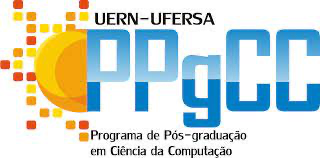 UERN-UFERSA
PPgCC
Programa de Pós-graduação
em Ciência da Computação